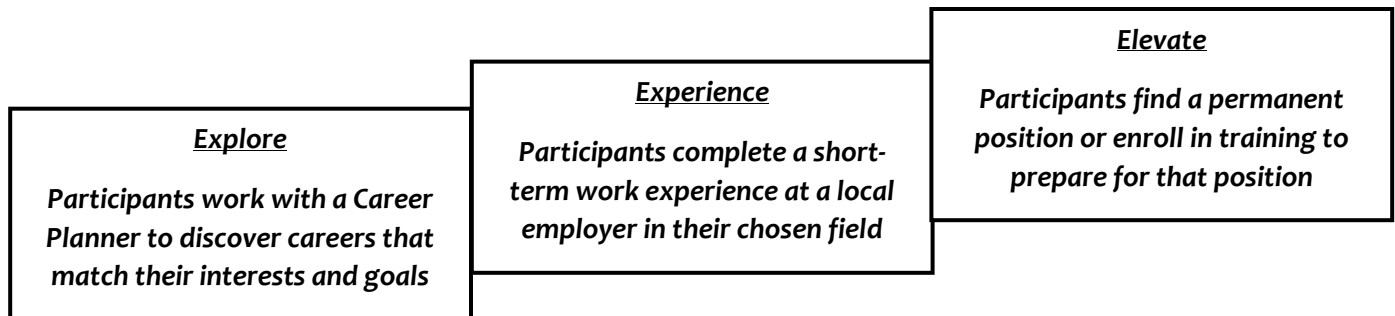 Explore
Participants work with a Career
Planner to discover careers that
match their interests and goals
Experience
Participants complete a short-
term work experience at a local
employer in their chosen field
Elevate
Participants find a permanent
position or enroll in training to
prepare for that position